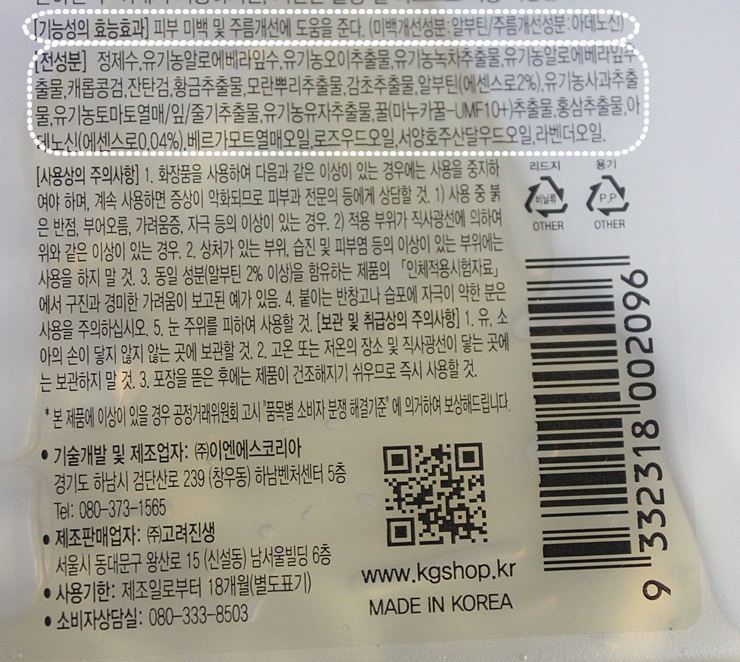 [기능성의 효능효과] 피부 미백 및 주름개선에 도움을 준다. (미백개선성분:알부틴/주름개선성분:아데노신)
[전성분] 정제수,유기농알로에베라잎수,유기농오이추출물,유기농녹차추출물,유기농알로에베라잎추
출물,캐롭콩검,잔탄검,황금추출물,모란뿌리추출물,감초추출물,알부틴(에센스로2%),유기농사과추출
물,유기농토마토열매/잎/줄기추출물,유기농유자추출물,꿀(마누카꿀-UMF10+)추출물,홍삼추출물,아
데노신(에센스로0.04%),베르가모트열매오일,로즈우드오일,서양호주산달우드오일,라벤더오일.
[사용상의 주의사항] 1. 화장품을 사용하여 다음과 같은 이상이 있는 경우에는 사용을 중지하
여야 하며, 계속 사용하면 증상이 악화되므로 피부과 전문의 등에게 상담할 것. 1) 사용 중 붉
은 반점, 부어오름, 가려움증, 자극 등의 이상이 있는 경우. 2) 적용 부위가 직사광선에 의하여
위와 같은 이상이 있는 경우. 2. 상처가 있는 부위, 습진 및 피부염 등의 이상이 있는 부위에는
사용을 하지 말 것. 3. 동일 성분(알부틴 2% 이상)을 함유하는 제품의 「인체적용시험자료」
에서 구진과 경미한 가려움이 보고된 예가 있음. 4. 붙이는 반창고나 습포에 자극이 약한 분은
사용을 주의하십시오. 5. 눈 주위를 피하여 사용할 것. [보관 및 취급상의 주의사항] 1. 유, 소
아의 손이 닿지 않지 않는 곳에 보관할 것. 2. 고온 또는 저온의 장소 및 직사광선이 닿는 곳에
는 보관하지 말 것. 3. 포장을 뜯은 후에는 제품이 건조해지기 쉬우므로 즉시 사용할 것.
* 본 제품에 이상이 있을 경우 공정거래위원회 고시 "품목별 소비자 분쟁 해결기준" 에 의거하여 보상해드립니다.
리드지 용기
비닐류 P.P
OTHER OTHER
• 기술개발 및 제조업자: ㈜이엔에스코리아
경기도 하남시 검단산로 239 (창우동) 하남벤처센터 5층
Tel: 080-373-1565
• 제조판매업자: ㈜고려진생
서울시 동대문구 왕산로 15 (신설동) 남서울빌딩 6층
• 사용기한: 제조일로부터 18개월(별도표기)
• 소비자상담실: 080-333-8503
www.kgshop.kr
MADE IN KOREA
9 332318 002096